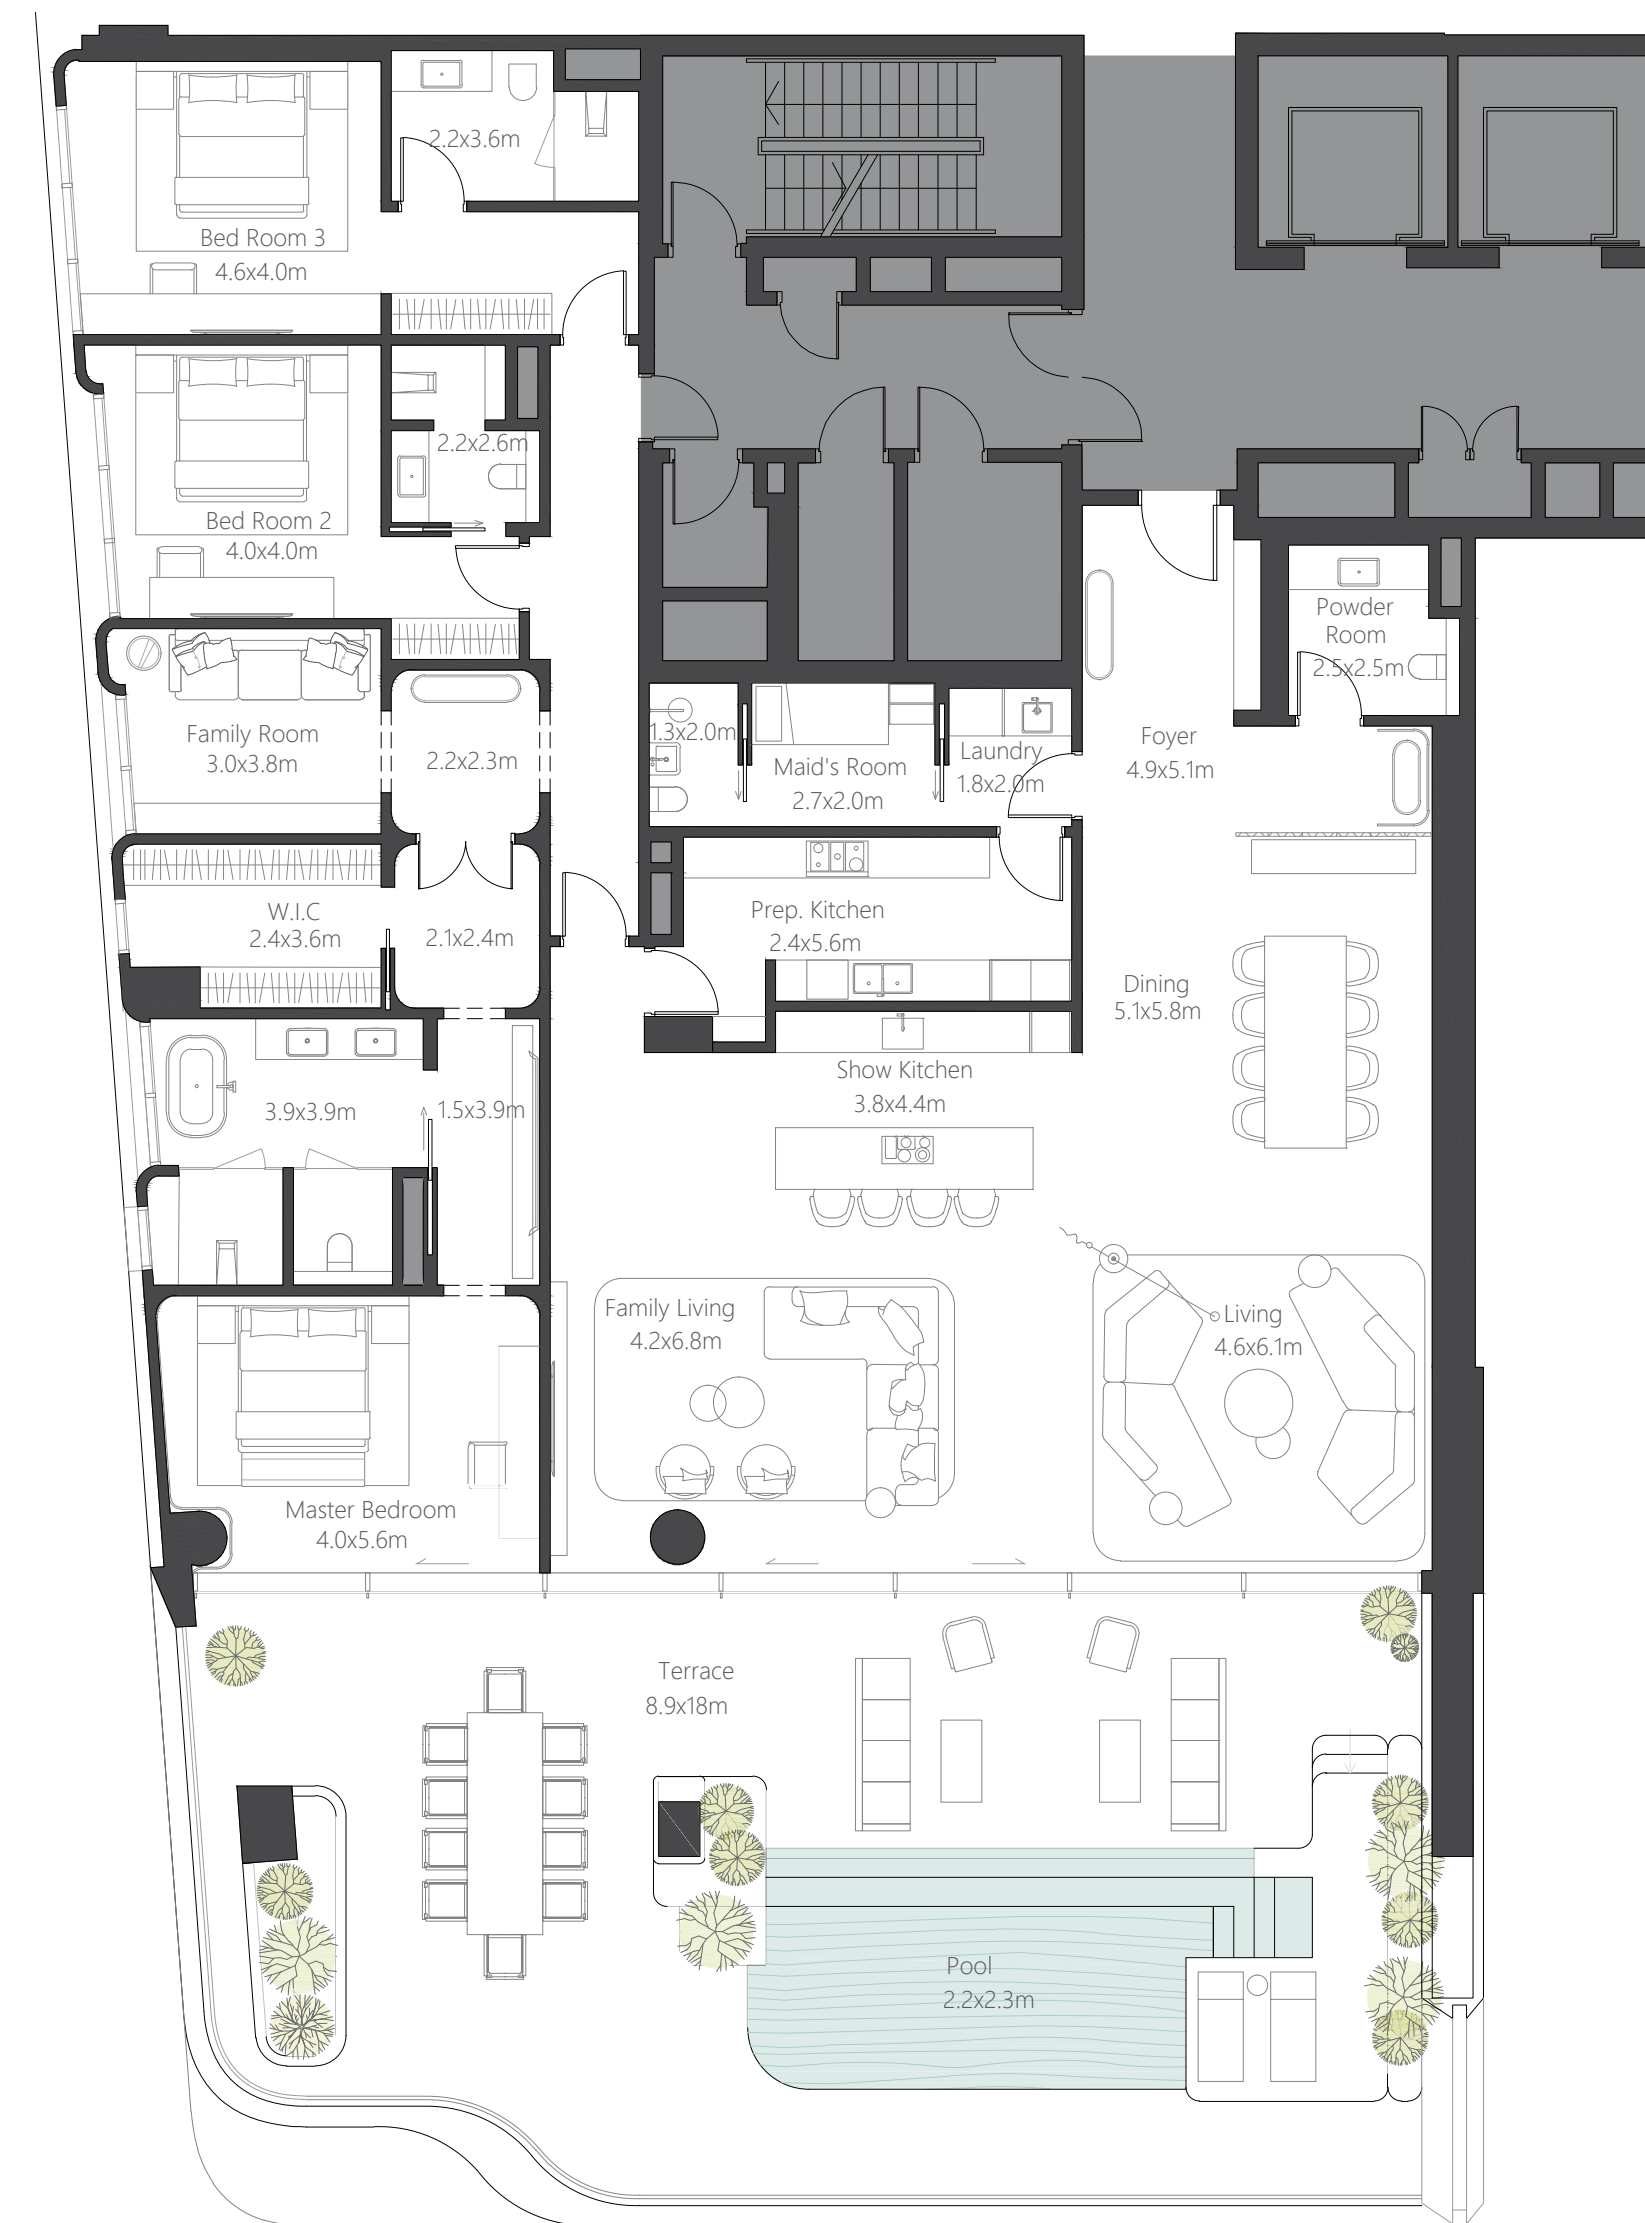 2.2x3.6m
Bed Room 3
4.6x4.0m
2.2x2.6m
Bed Room 2
4.0x4.0m
Powder
Room
2.5x2.5m
Family Room
3.0x3.8m
2.2x2.3m
1.3x2.0m
Maid's Room
2.7x2.0m
Laundry
1.8x2.0m
Foyer
4.9x5.1m
W.I.C
2.4x3.6m
2.1x2.4m
Prep. Kitchen
2.4x5.6m
Dining
5.1x5.8m
Show Kitchen
3.8x4.4m
3.9x3.9m
1.5x3.9m
Family Living
4.2x6.8m
Living
4.6x6.1m
Master Bedroom
4.0x5.6m
Terrace
8.9x18m
Pool
2.2x2.3m